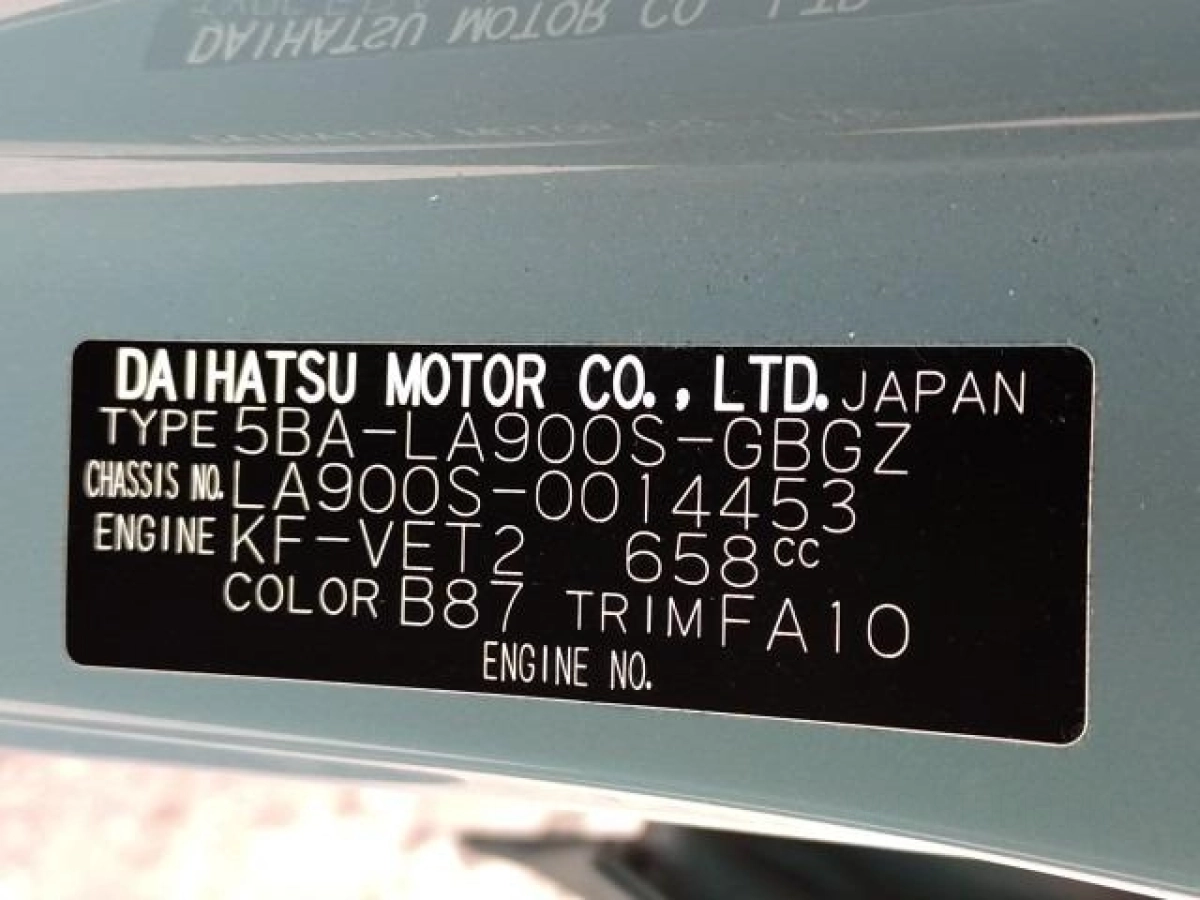 DAIHATSU MOTOR CO., LTD. JAPAN
TYPE 5BA-LA900S-GBGZ
CHASSIS NO. LA900S-0014453
ENGINE KF-VET2 658cc
COLOR B87 TRIM FA10
ENGINE NO.